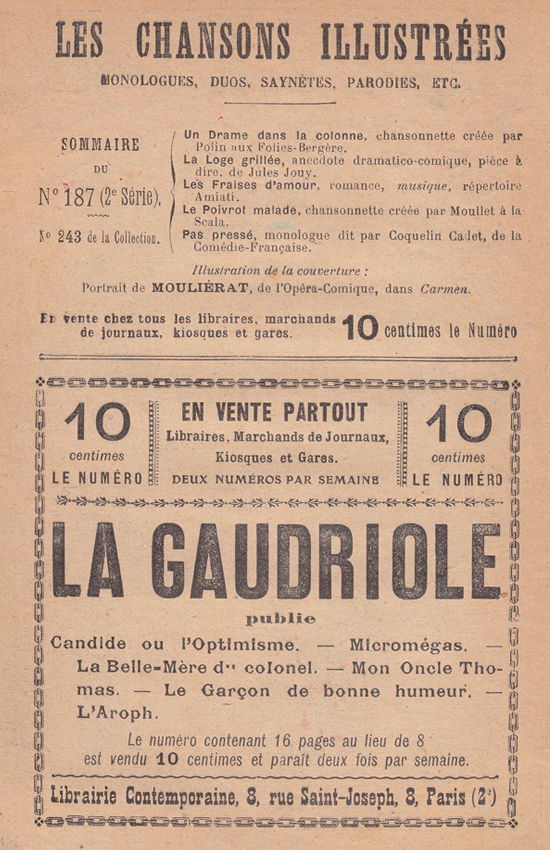 LES CHANSONS ILLUSTRÉES
MONOLOGUES, DUOS, SAYNÈTES, PARODIES, ETC.
SOMMAIRE
DU
N° 187 (2e Série).
N° 243 de la Collection.
Un Drame dans la colonne, chansonnette créée par
Polin aux Folies-Bergère.
La Loge grillée, anecdote dramatico-comique, pièce à
dire, de Jules Jouy.
Les Fraises d'amour, romance, musique, répertoire
Amiati.
Le Poivrot malade, chansonnette créée par Moullet à la
Scala.
Pas pressé, monologue dit par Coquelin Cadet, de la
Comédie-Française.
Illustration de la couverture :
Portrait de MOULIÉRAT, de l'Opéra-Comique, dans Carmen.
En vente chez tous les libraires, marchands
de journaux, kiosques et gares.
10 centimes le Numéro
10
centimes
LE NUMÉRO
EN VENTE PARTOUT
Libraires, Marchands de Journaux,
Kiosques et Gares.
DEUX NUMÉROS PAR SEMAINE
10
centimes
LE NUMÉRO
LA GAUDRIOLE
publie
Candide ou l'Optimisme. — Micromégas. —
La Belle-Mère du colonel. — Mon Oncle Tho-
mas. — Le Garçon de bonne humeur. —
L'Aroph.
Le numéro contenant 16 pages au lieu de 8
est vendu 10 centimes et paraît deux fois par semaine.
Librairie Contemporaine, 8, rue Saint-Joseph, 8, Paris (2e)